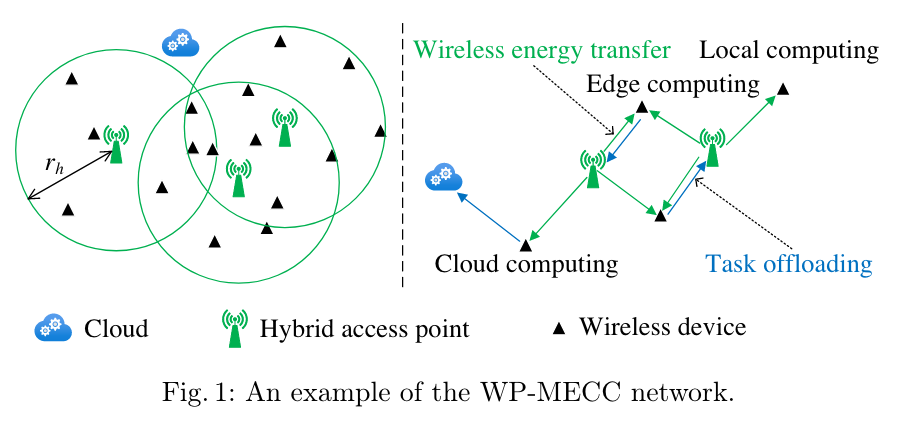 Wireless energy transfer
Local computing
Edge computing
r_h
Cloud computing
Task offloading
Cloud
Hybrid access point
Wireless device
Fig. 1: An example of the WP-MECC network.